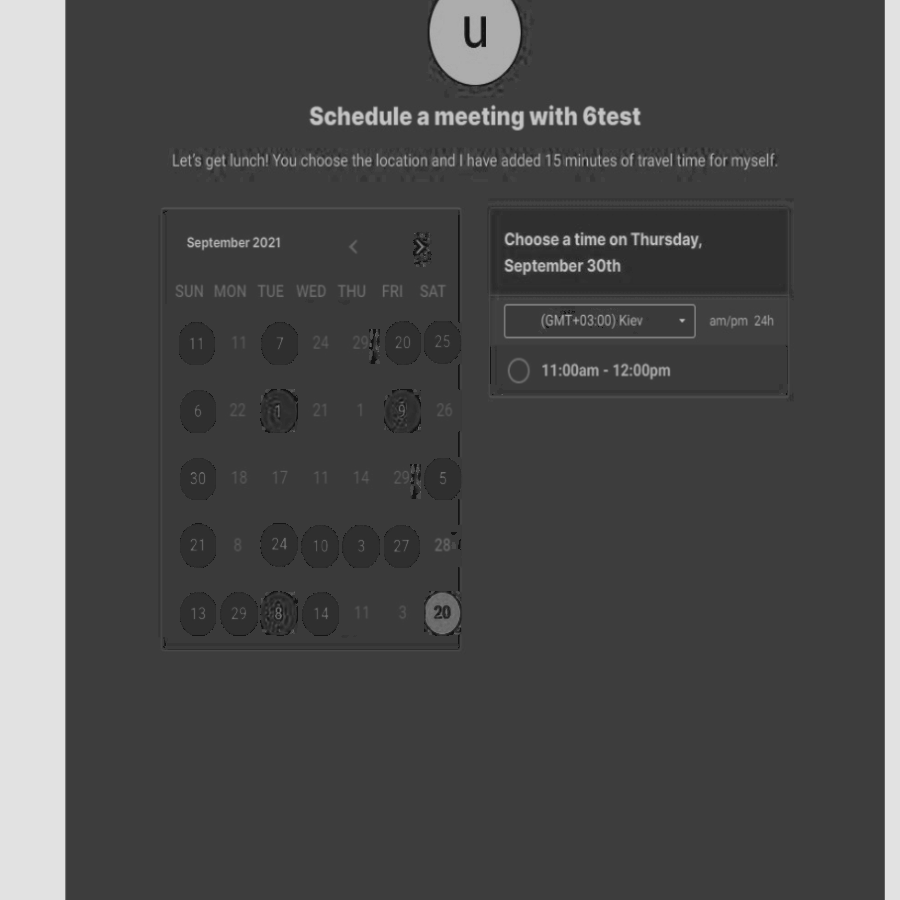 u
Schedule a meeting with 6test
Let's get lunch! You choose the location and I have added 15 minutes of travel time for myself.
September 2021
SUN MON TUE WED THU FRI SAT
11 11 7 24 29 20 25
6 22 1 21 1 9 26
30 18 17 11 14 29 5
21 8 24 10 3 27 28
13 29 8 14 11 3 20
Choose a time on Thursday,
September 30th
(GMT+03:00) Kiev am/pm 24h
11:00am - 12:00pm